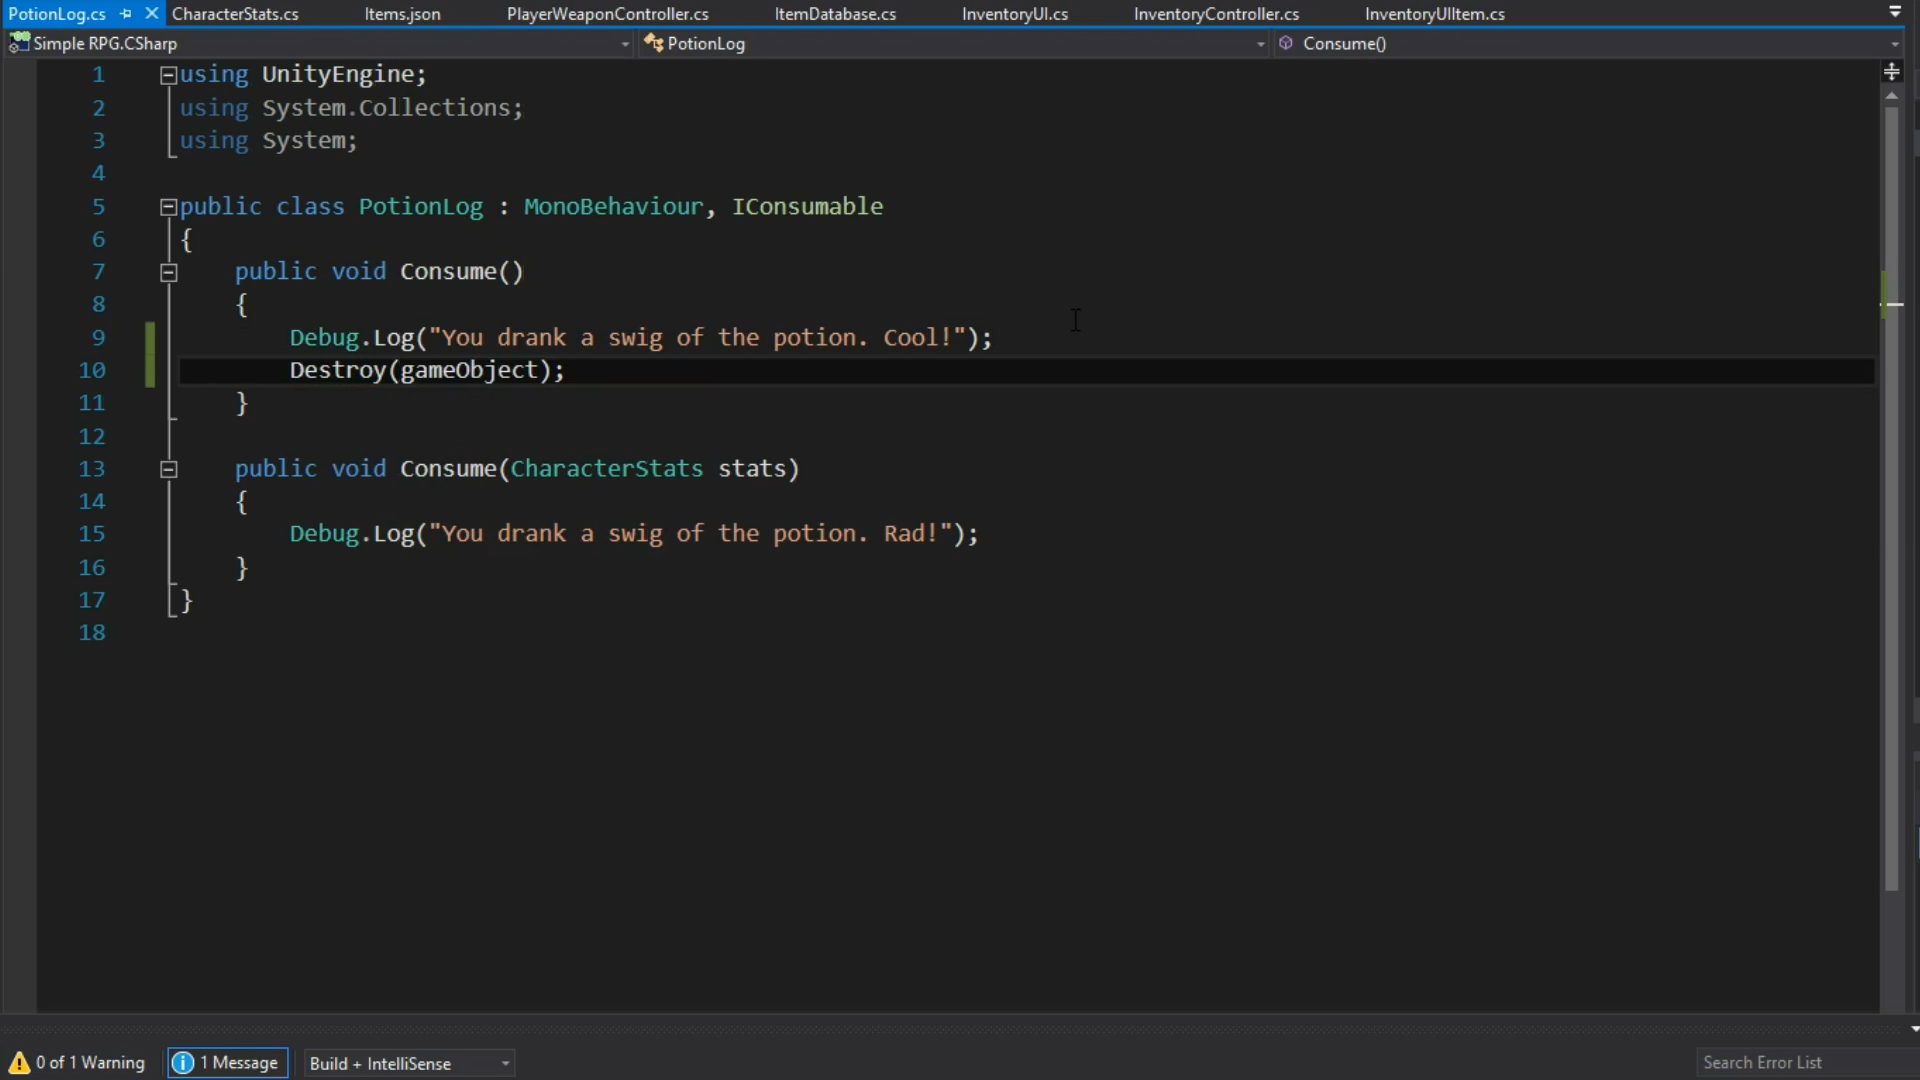 PotionLog.cs CharacterStats.cs Items.json PlayerWeaponController.cs ItemDatabase.cs InventoryUI.cs InventoryController.cs InventoryUIItem.cs
Simple RPG.CSharp PotionLog Consume()
1 using UnityEngine;
2 using System.Collections;
3 using System;
4
5 public class PotionLog : MonoBehaviour, IConsumable
6 {
7     public void Consume()
8     {
9         Debug.Log("You drank a swig of the potion. Cool!");
10         Destroy(gameObject);
11     }
12
13     public void Consume(CharacterStats stats)
14     {
15         Debug.Log("You drank a swig of the potion. Rad!");
16     }
17 }
18
0 of 1 Warning 1 Message Build + IntelliSense Search Error List